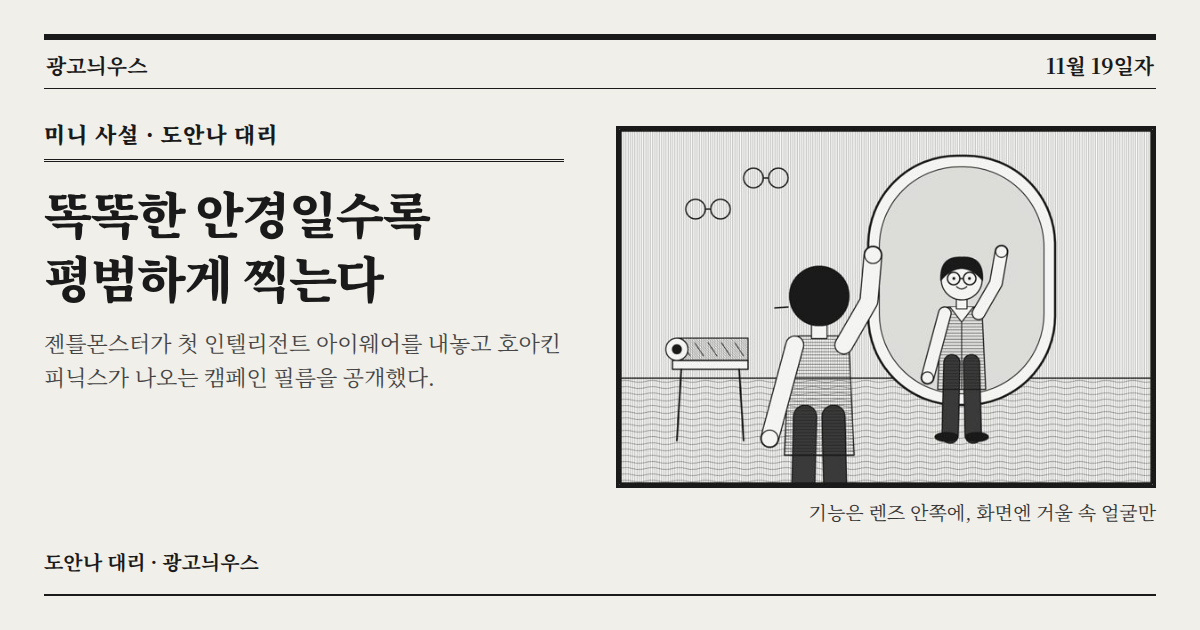 광고늬우스
11월 19일자
미니 사설 · 도안나 대리
똑똑한 안경일수록
평범하게 찍는다
젠틀몬스터가 첫 인텔리전트 아이웨어를 내놓고 호아킨
피닉스가 나오는 캠페인 필름을 공개했다.
기능은 렌즈 안쪽에, 화면엔 거울 속 얼굴만
도안나 대리 · 광고늬우스